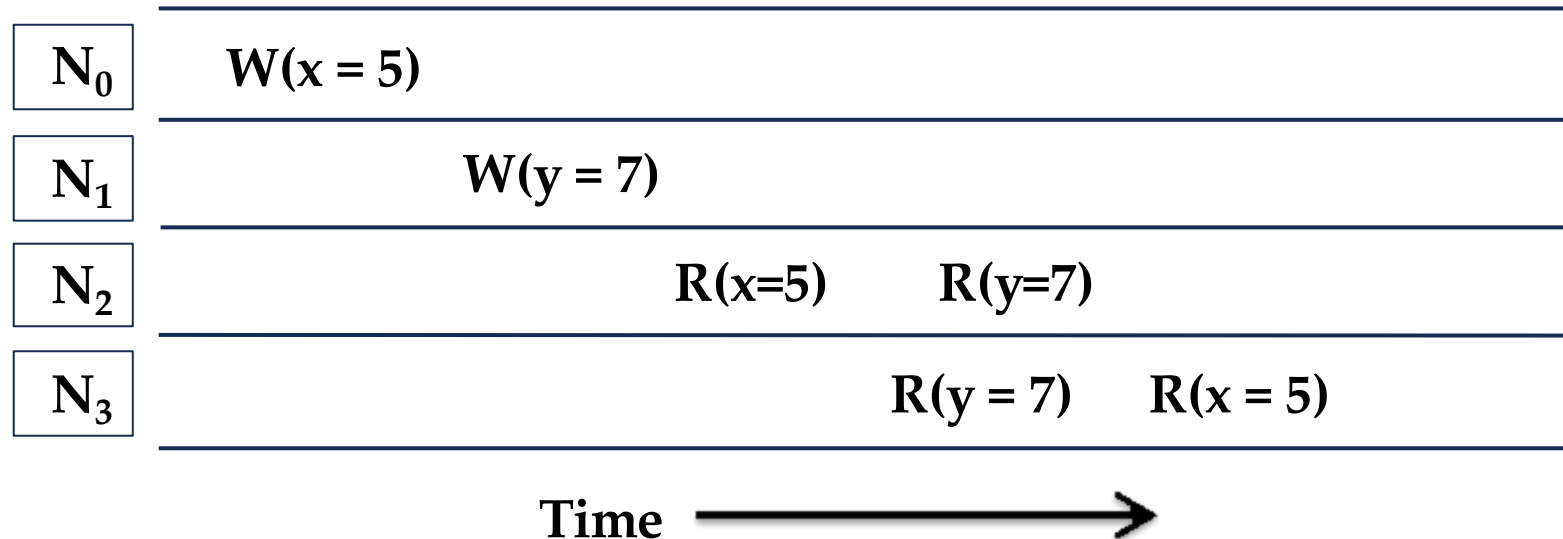 N₀ W(x = 5)
N₁ W(y = 7)
N₂ R(x=5) R(y=7)
N₃ R(y = 7) R(x = 5)
Time